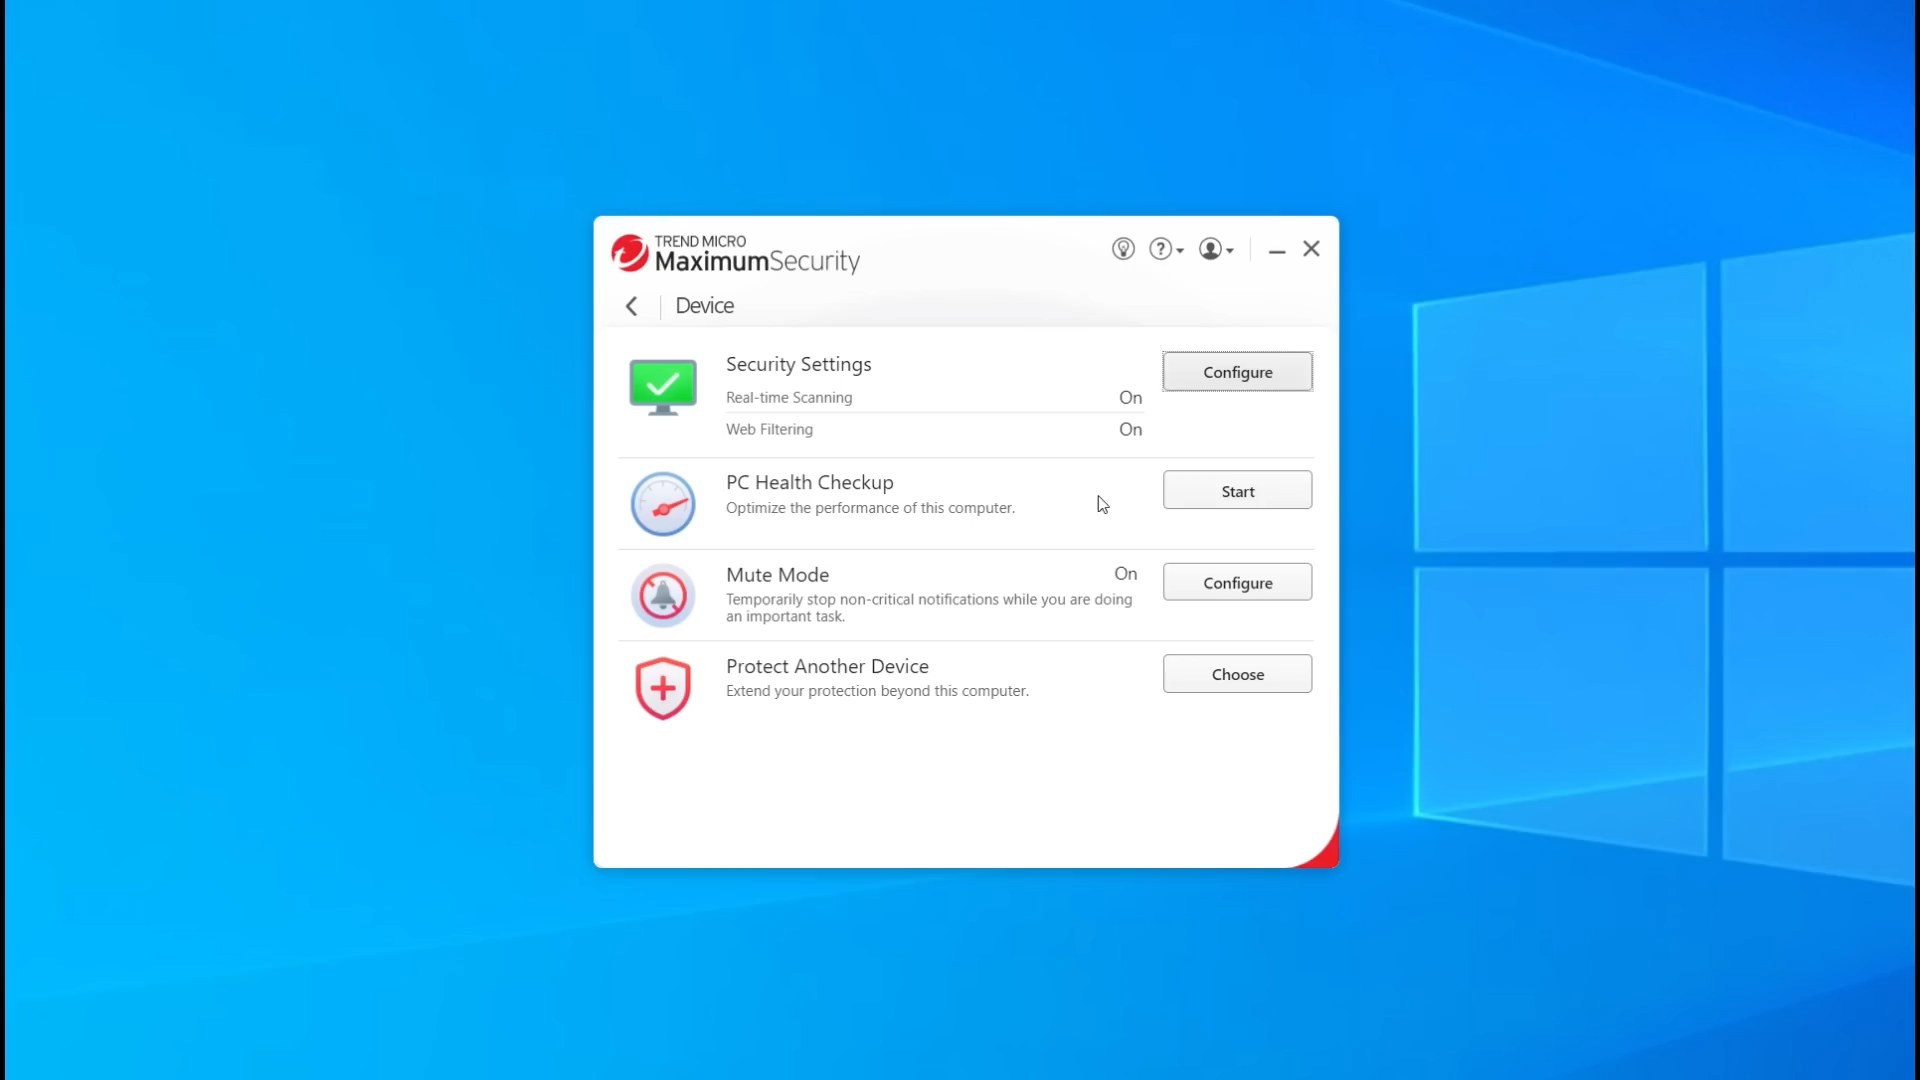 TREND MICRO
MaximumSecurity
Device
Security Settings
Configure
Real-time Scanning On
Web Filtering On
PC Health Checkup
Start
Optimize the performance of this computer.
Mute Mode On
Configure
Temporarily stop non-critical notifications while you are doing
an important task.
Protect Another Device
Choose
Extend your protection beyond this computer.